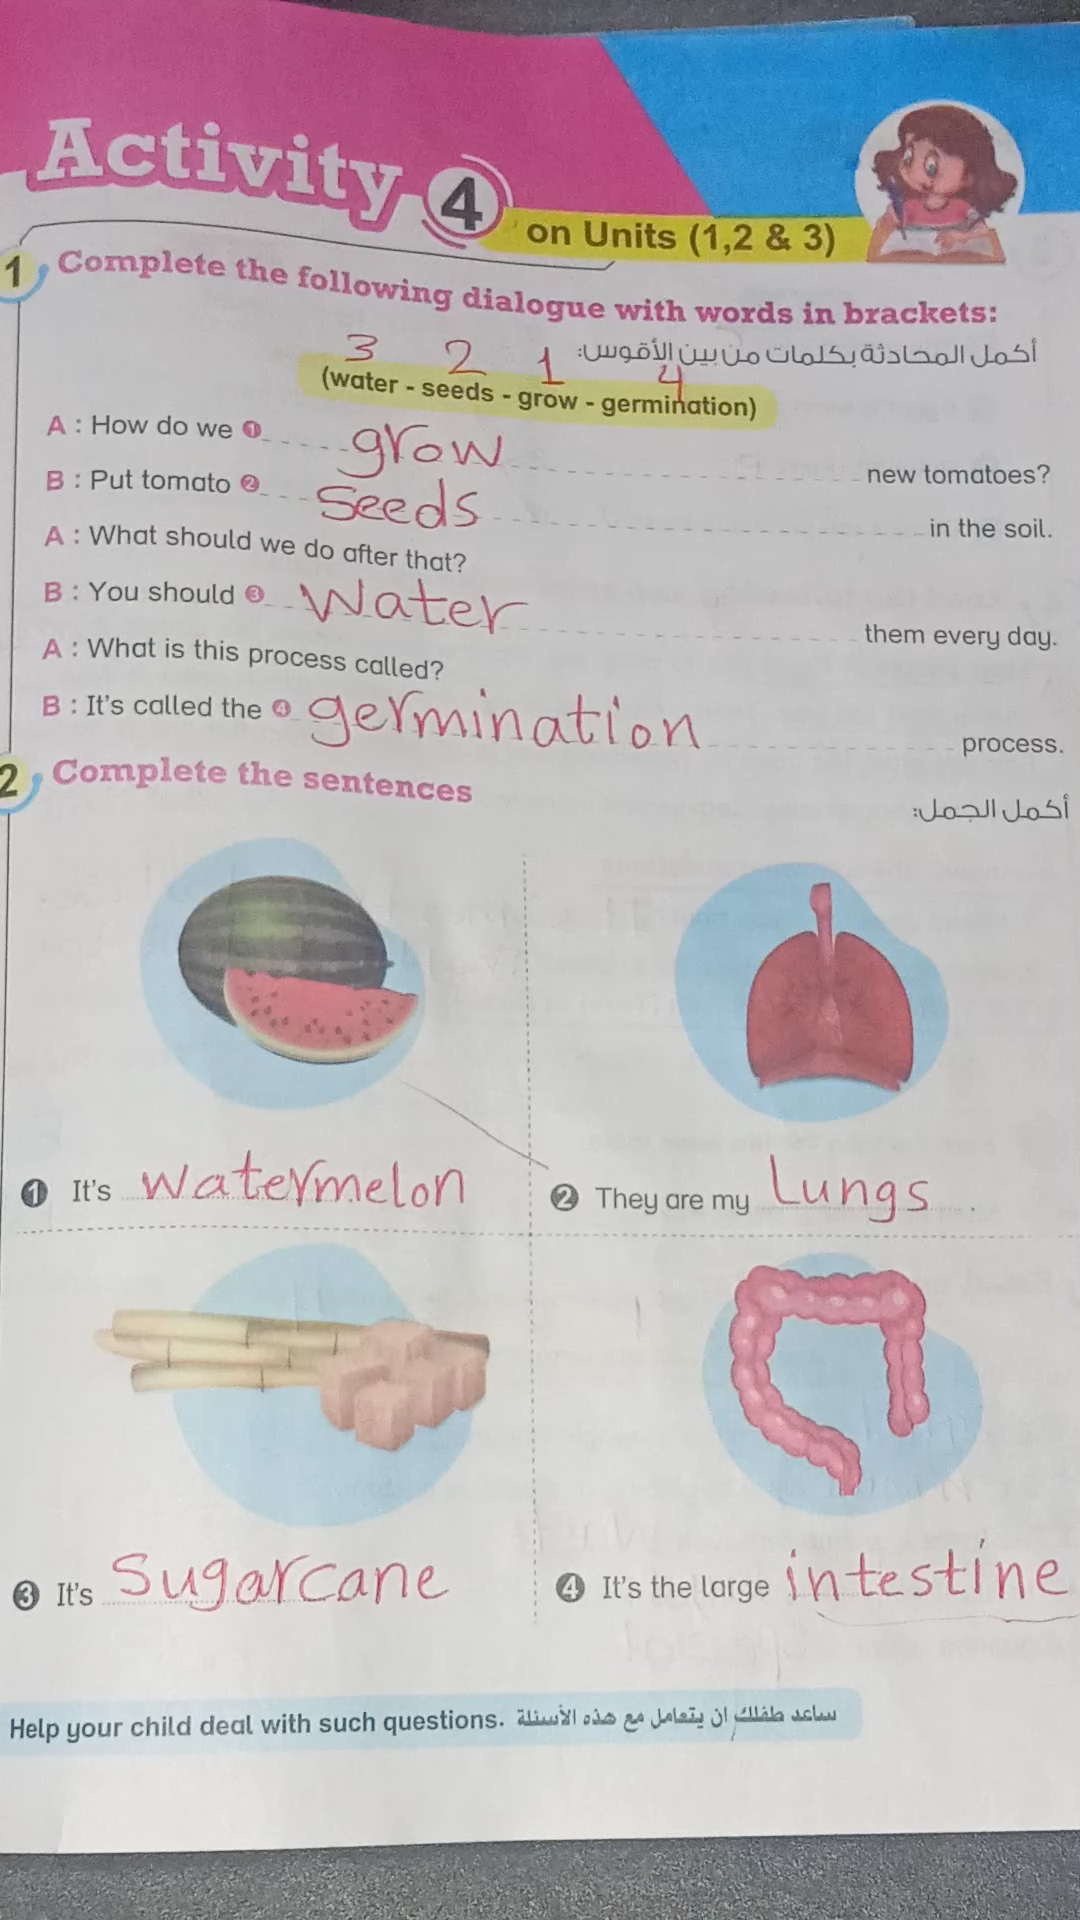 Activity 4
on Units (1,2 & 3)
1 Complete the following dialogue with words in brackets:
أكمل المحادثة بكلمات من بين الأقوس:
3 2 1 4
(water - seeds - grow - germination)
A : How do we ❶ grow new tomatoes?
B : Put tomato ❷ Seeds in the soil.
A : What should we do after that?
B : You should ❸ Water them every day.
A : What is this process called?
B : It's called the ❹ germination process.
2 Complete the sentences
أكمل الجمل:
❶ It's watermelon
❷ They are my Lungs
❸ It's Sugarcane
❹ It's the large intestine
Help your child deal with such questions. ساعد طفلك ان يتعامل مع هذه الأسئلة